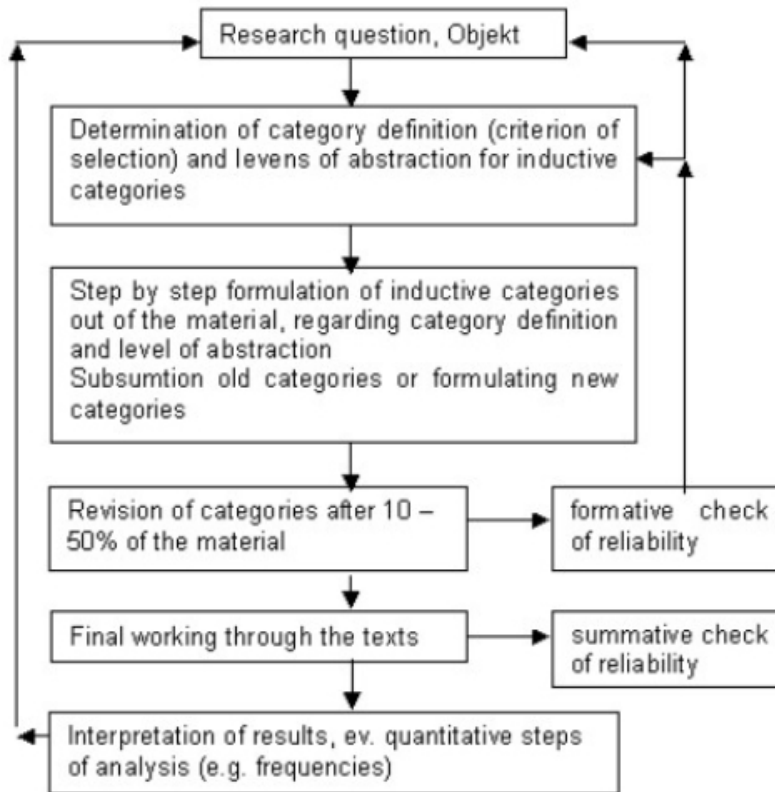 Research question, Objekt
Determination of category definition (criterion of
selection) and levens of abstraction for inductive
categories
Step by step formulation of inductive categories
out of the material, regarding category definition
and level of abstraction
Subsumtion old categories or formulating new
categories
Revision of categories after 10 –
50% of the material
formative check
of reliability
Final working through the texts
summative check
of reliability
Interpretation of results, ev. quantitative steps
of analysis (e.g. frequencies)